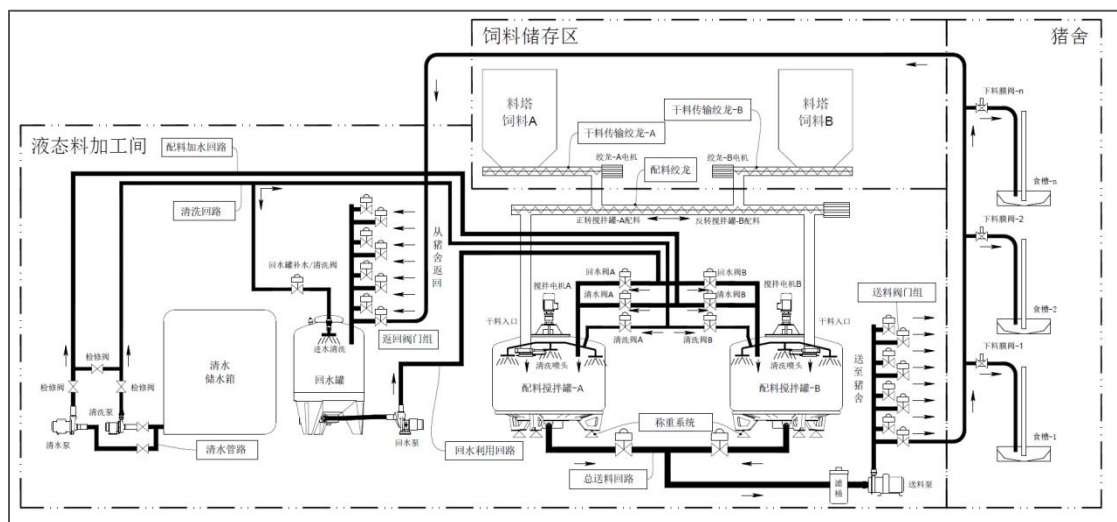 饲料储存区
猪舍
液态料加工间
料塔
饲料A
料塔
饲料B
干料传输绞龙-B
干料传输绞龙-A
绞龙-A电机
绞龙-B电机
配料绞龙
正转搅拌罐-A配料
反转搅拌罐-B配料
配料加水回路
清洗回路
回水罐补水/清洗阀
从猪舍返回
返回阀门组
进水清洗
回水罐
清水
储水箱
检修阀
检修阀
检修阀
清洗泵
清水泵
清水管路
回水泵
回水利用回路
回水阀A
回水阀B
清水阀A
清水阀B
清洗阀A
清洗阀B
搅拌电机A
搅拌电机B
干料入口
干料入口
清洗喷头
清洗喷头
配料搅拌罐-A
配料搅拌罐-B
称重系统
总送料回路
滤桶
送料泵
送至猪舍
送料阀门组
下料膜阀-n
食槽-n
下料膜阀-2
食槽-2
下料膜阀-1
食槽-1